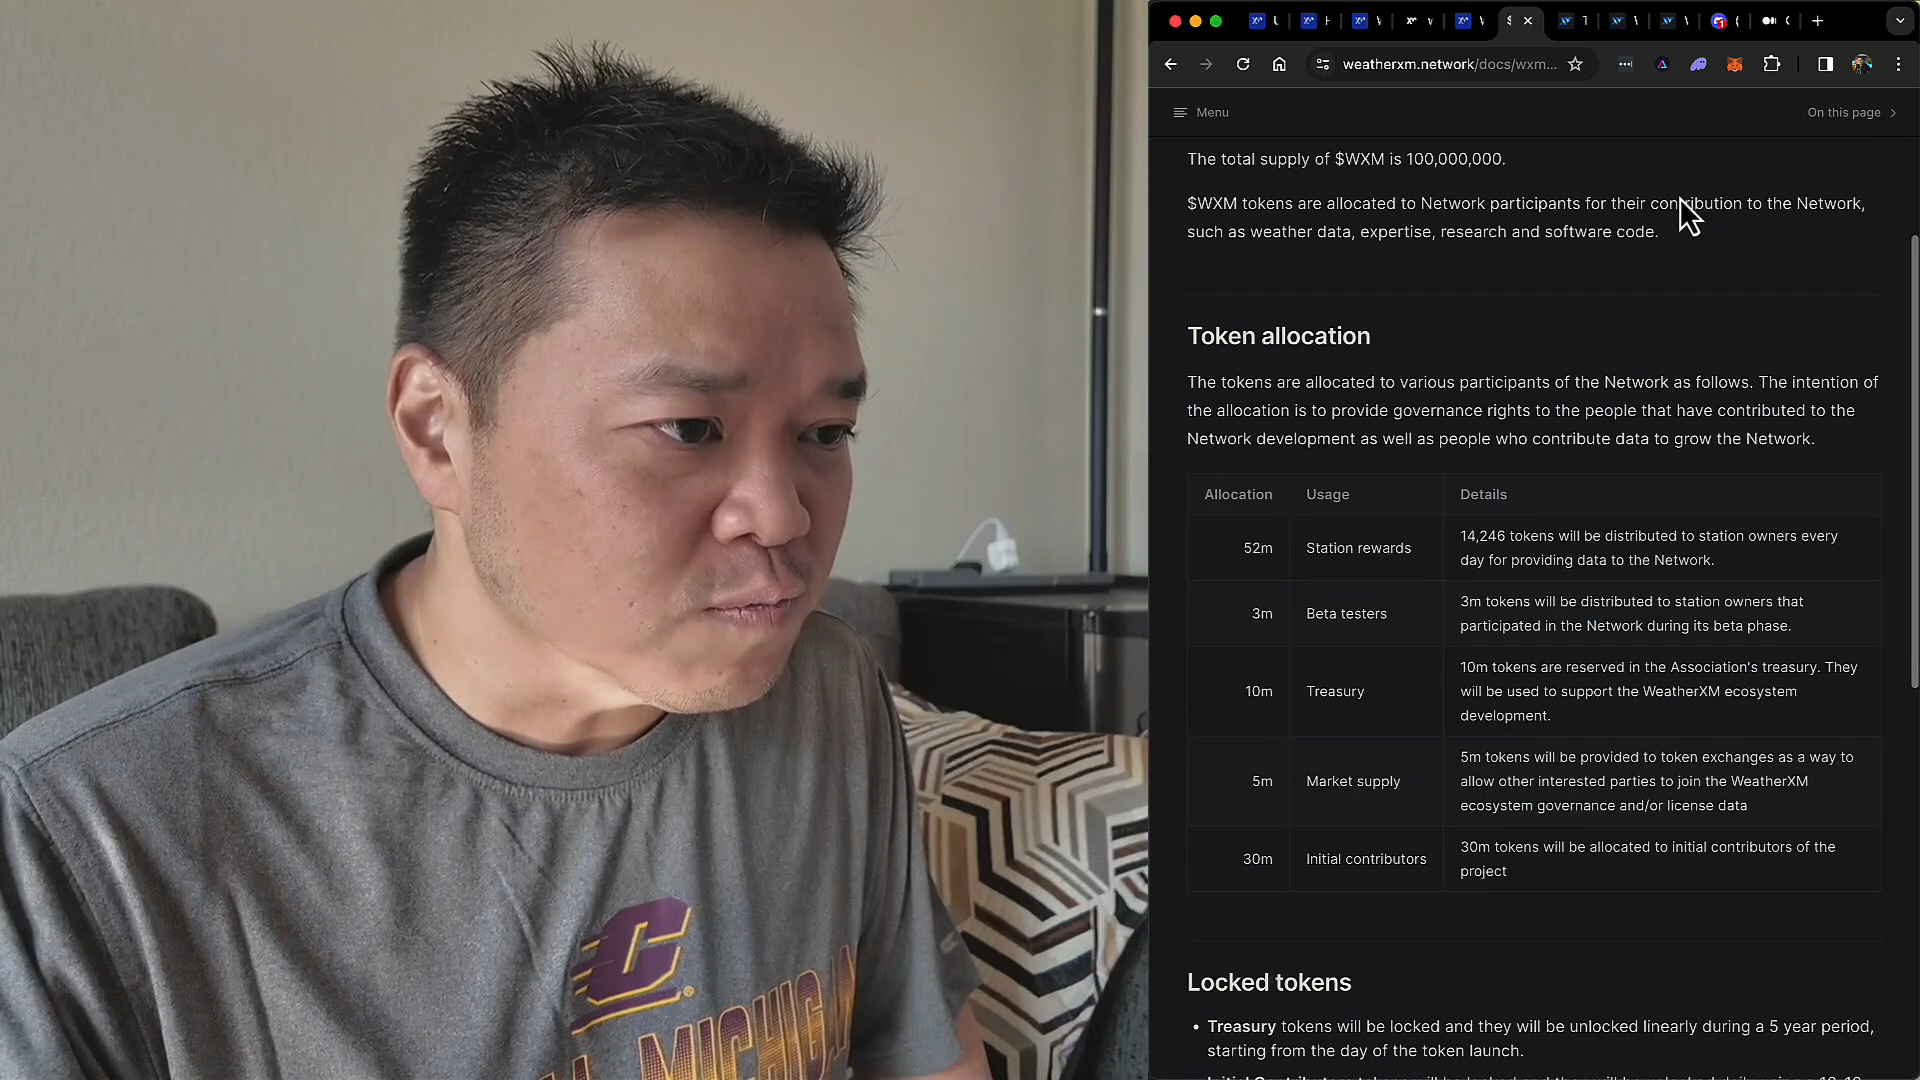 weatherxm.network/docs/wxm...
Menu
On this page
The total supply of $WXM is 100,000,000.
$WXM tokens are allocated to Network participants for their contribution to the Network,
such as weather data, expertise, research and software code.
Token allocation
The tokens are allocated to various participants of the Network as follows. The intention of
the allocation is to provide governance rights to the people that have contributed to the
Network development as well as people who contribute data to grow the Network.
Allocation Usage Details
52m Station rewards 14,246 tokens will be distributed to station owners every
day for providing data to the Network.
3m Beta testers 3m tokens will be distributed to station owners that
participated in the Network during its beta phase.
10m Treasury 10m tokens are reserved in the Association's treasury. They
will be used to support the WeatherXM ecosystem
development.
5m Market supply 5m tokens will be provided to token exchanges as a way to
allow other interested parties to join the WeatherXM
ecosystem governance and/or license data
30m Initial contributors 30m tokens will be allocated to initial contributors of the
project
Locked tokens
• Treasury tokens will be locked and they will be unlocked linearly during a 5 year period,
starting from the day of the token launch.
C
MICHIGA